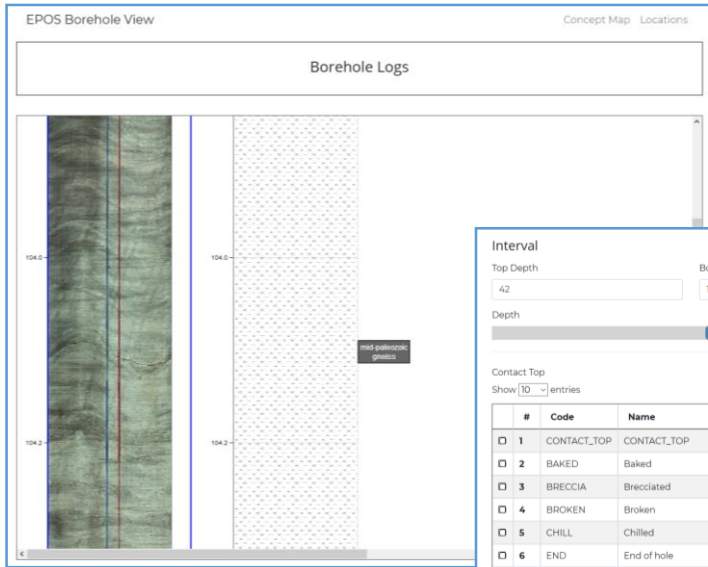 EPOS Borehole View
Concept Map Locations
Borehole Logs
104.0
104.0
mid-paleozoic
gneiss
104.2
104.2
Interval
Top Depth
42
Depth
Contact Top
Show 10 entries
# Code Name
1 CONTACT_TOP CONTACT_TOP
2 BAKED Baked
3 BRECCIA Brecciated
4 BROKEN Broken
5 CHILL Chilled
6 END End of hole